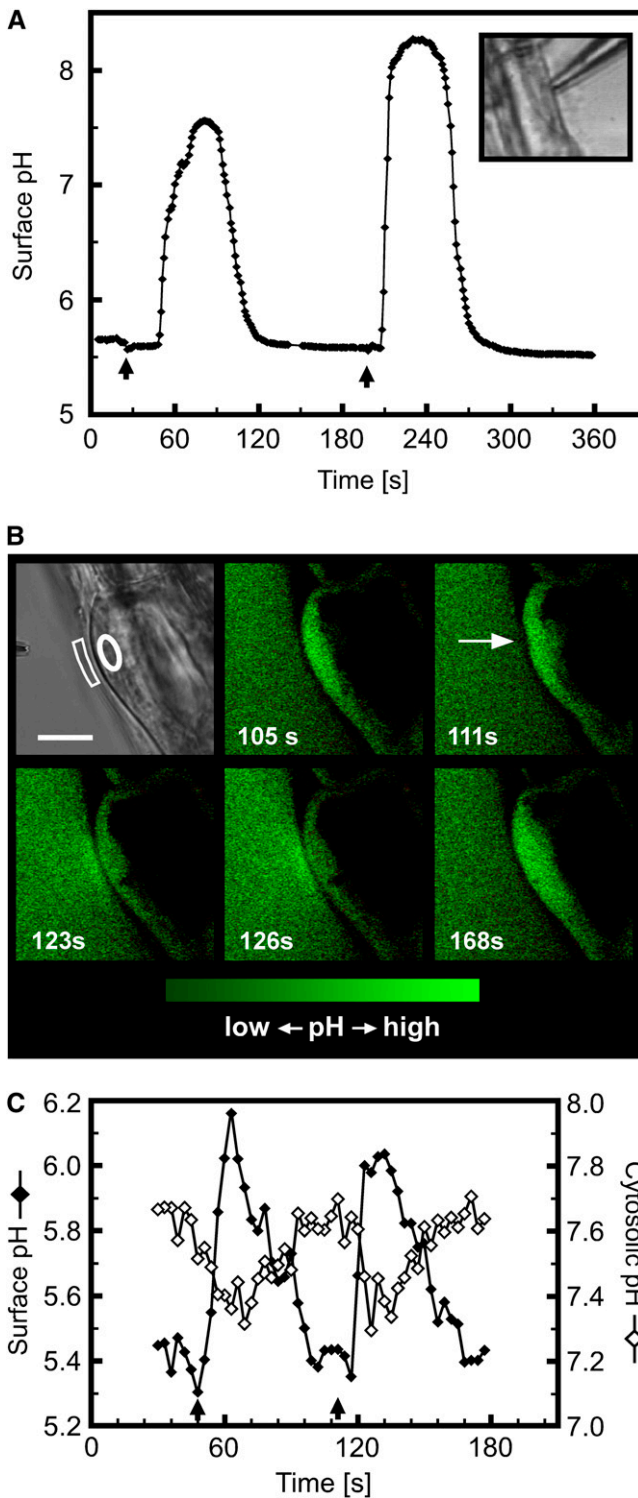 A
8
7
6
5
Surface pH
0 60 120 180 240 300 360
Time [s]
B
105 s
111s
123s
126s
168s
low ← pH → high
C
6.2
6.0
5.8
5.6
5.4
5.2
Surface pH
8.0
7.8
7.6
7.4
7.2
7.0
Cytosolic pH
0 60 120 180
Time [s]